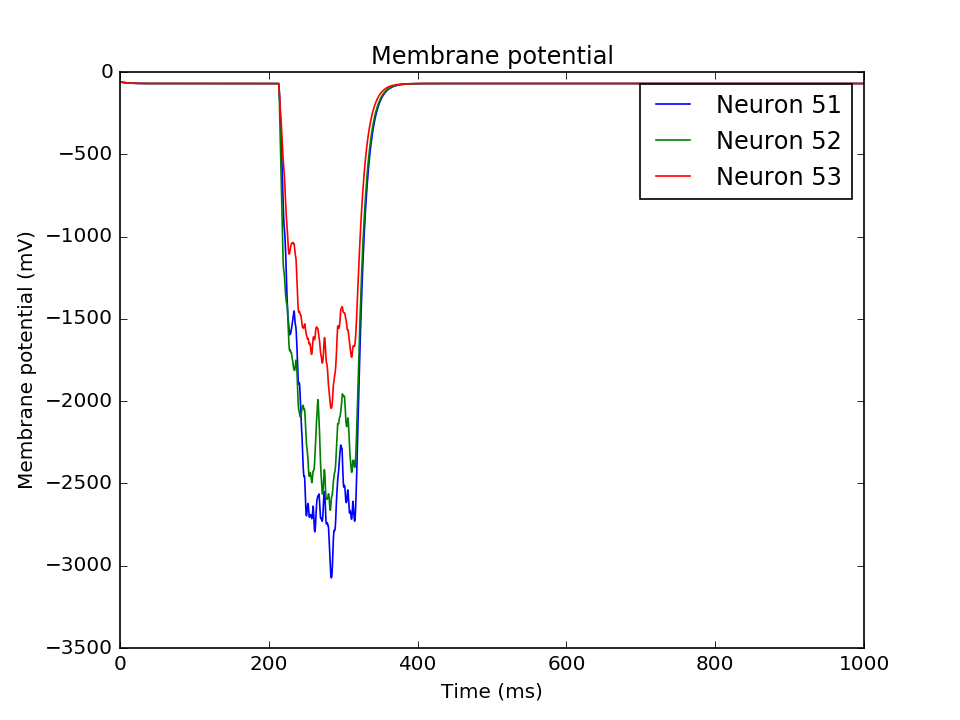 Membrane potential
0
−500
−1000
−1500
−2000
−2500
−3000
−3500
Membrane potential (mV)
Neuron 51
Neuron 52
Neuron 53
0 200 400 600 800 1000
Time (ms)